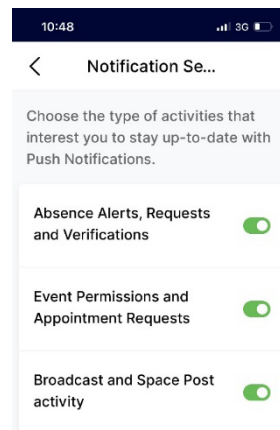 10:48
3G
Notification Se...
Choose the type of activities that
interest you to stay up-to-date with
Push Notifications.
Absence Alerts, Requests
and Verifications
Event Permissions and
Appointment Requests
Broadcast and Space Post
activity